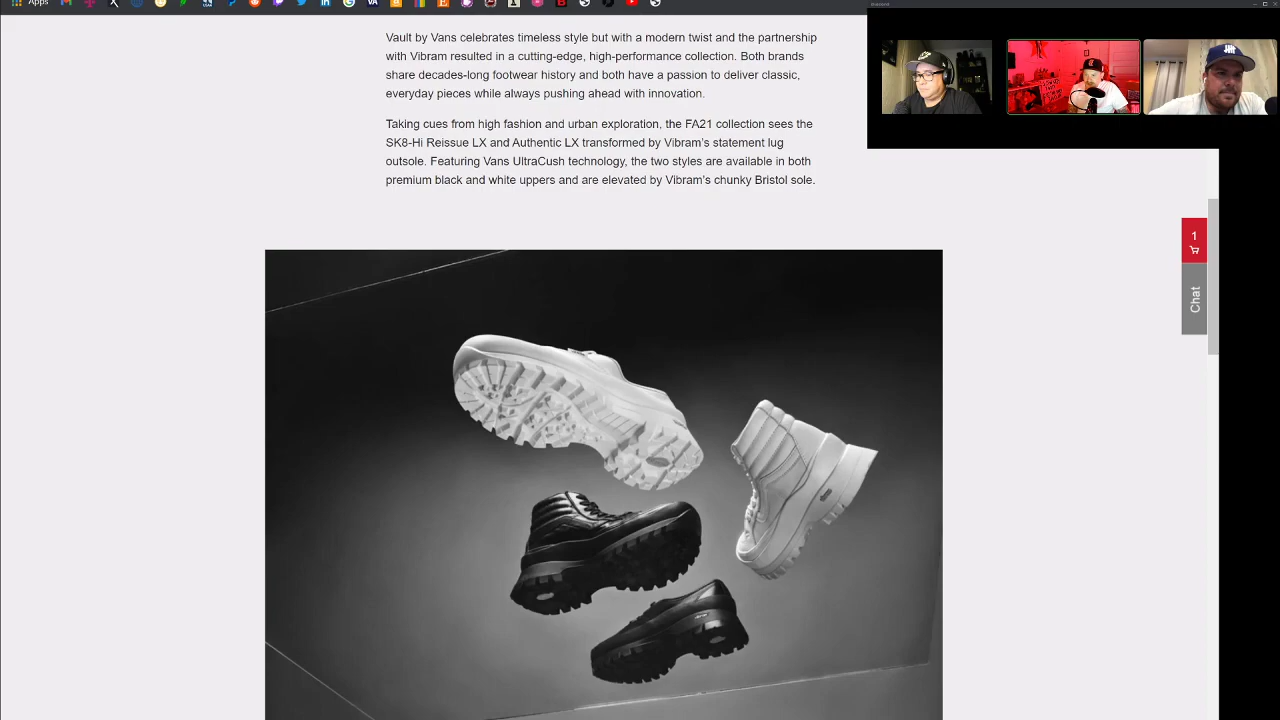 Apps
Vault by Vans celebrates timeless style but with a modern twist and the partnership
with Vibram resulted in a cutting-edge, high-performance collection. Both brands
share decades-long footwear history and both have a passion to deliver classic,
everyday pieces while always pushing ahead with innovation.
Taking cues from high fashion and urban exploration, the FA21 collection sees the
SK8-Hi Reissue LX and Authentic LX transformed by Vibram's statement lug
outsole. Featuring Vans UltraCush technology, the two styles are available in both
premium black and white uppers and are elevated by Vibram's chunky Bristol sole.
1
Chat